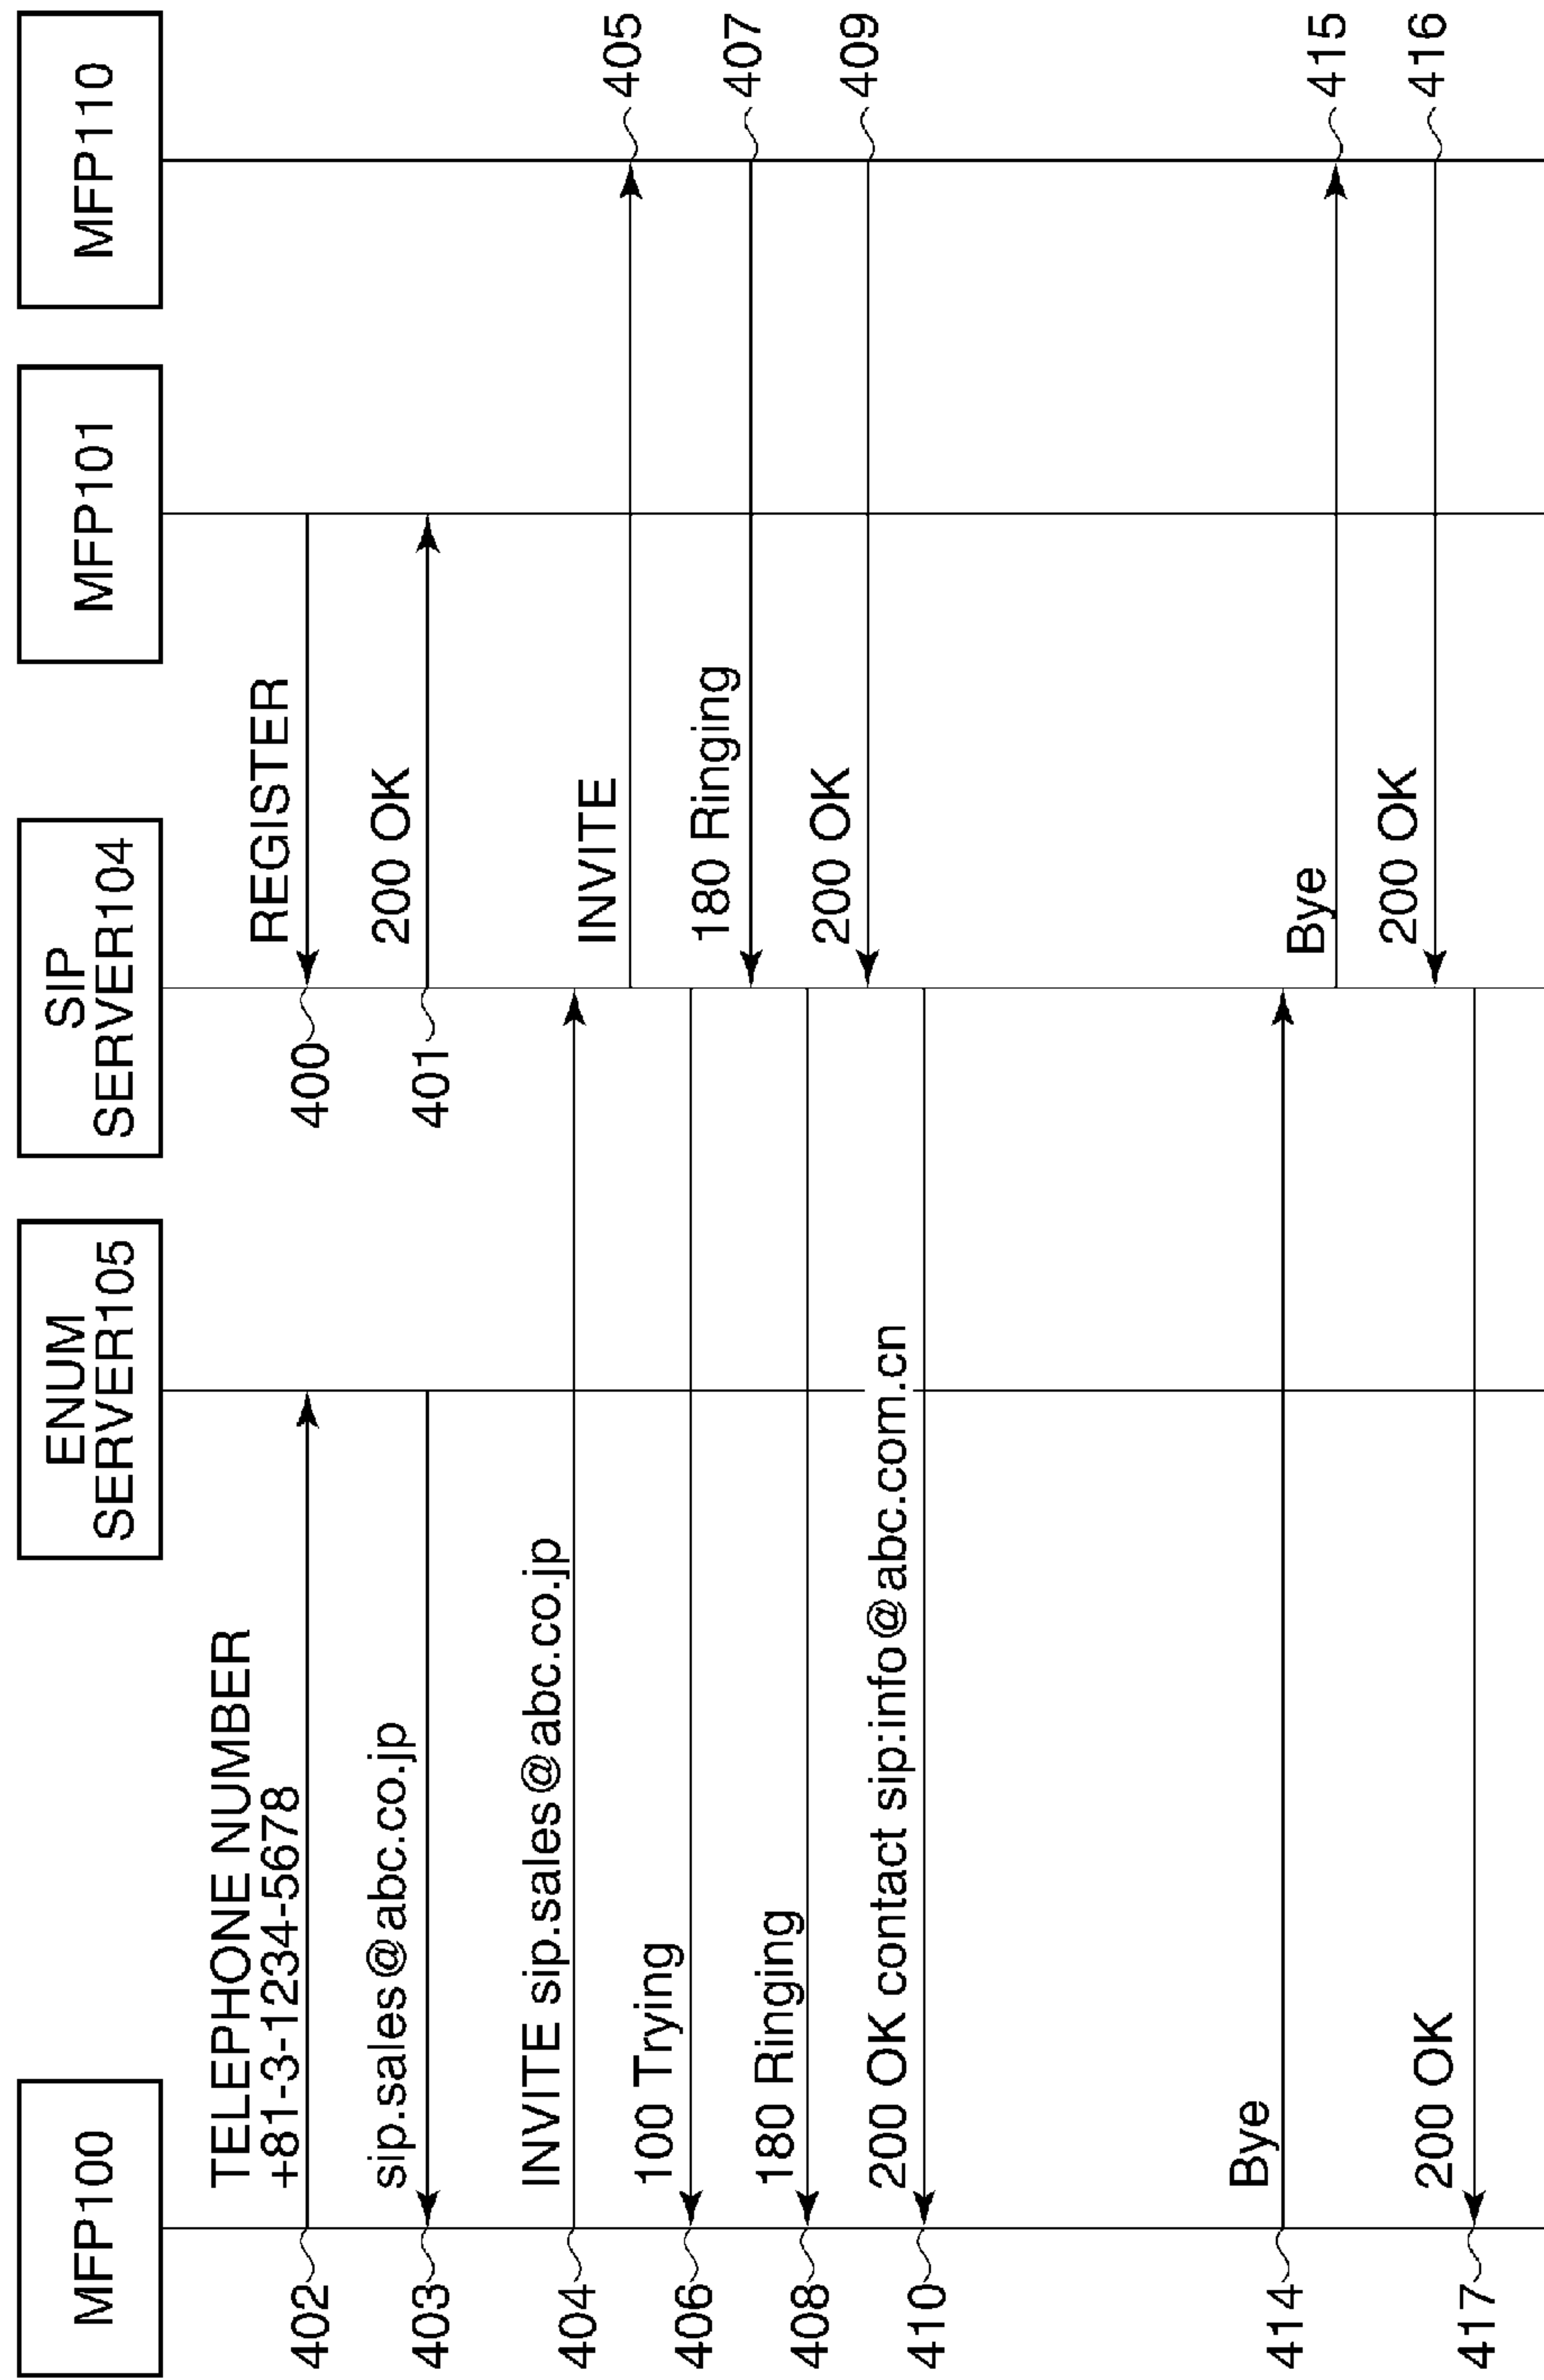 MFP100
ENUM
SERVER105
SIP
SERVER104
MFP101
MFP110
TELEPHONE NUMBER
+81-3-1234-5678
402
REGISTER
400
sip.sales@abc.co.jp
403
200 OK
401
INVITE sip.sales@abc.co.jp
404
INVITE
405
100 Trying
406
180 Ringing
407
180 Ringing
408
200 OK
409
200 OK contact sip:info@abc.com.cn
410
Bye
414
Bye
415
200 OK
416
200 OK
417